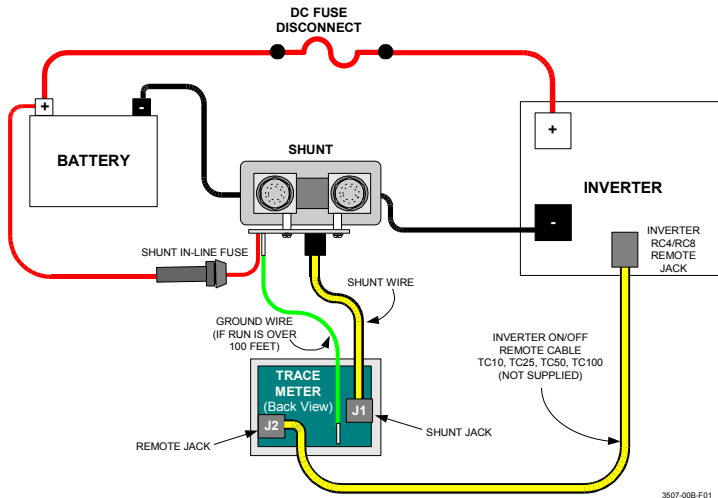 DC FUSE
DISCONNECT
+
-
BATTERY
SHUNT
+
INVERTER
-
INVERTER
RC4/RC8
REMOTE
JACK
SHUNT IN-LINE FUSE
SHUNT WIRE
GROUND WIRE
(IF RUN IS OVER
100 FEET)
INVERTER ON/OFF
REMOTE CABLE
TC10, TC25, TC50, TC100
(NOT SUPPLIED)
TRACE
METER
(Back View)
J1
J2
SHUNT JACK
REMOTE JACK
3507-00B-F01